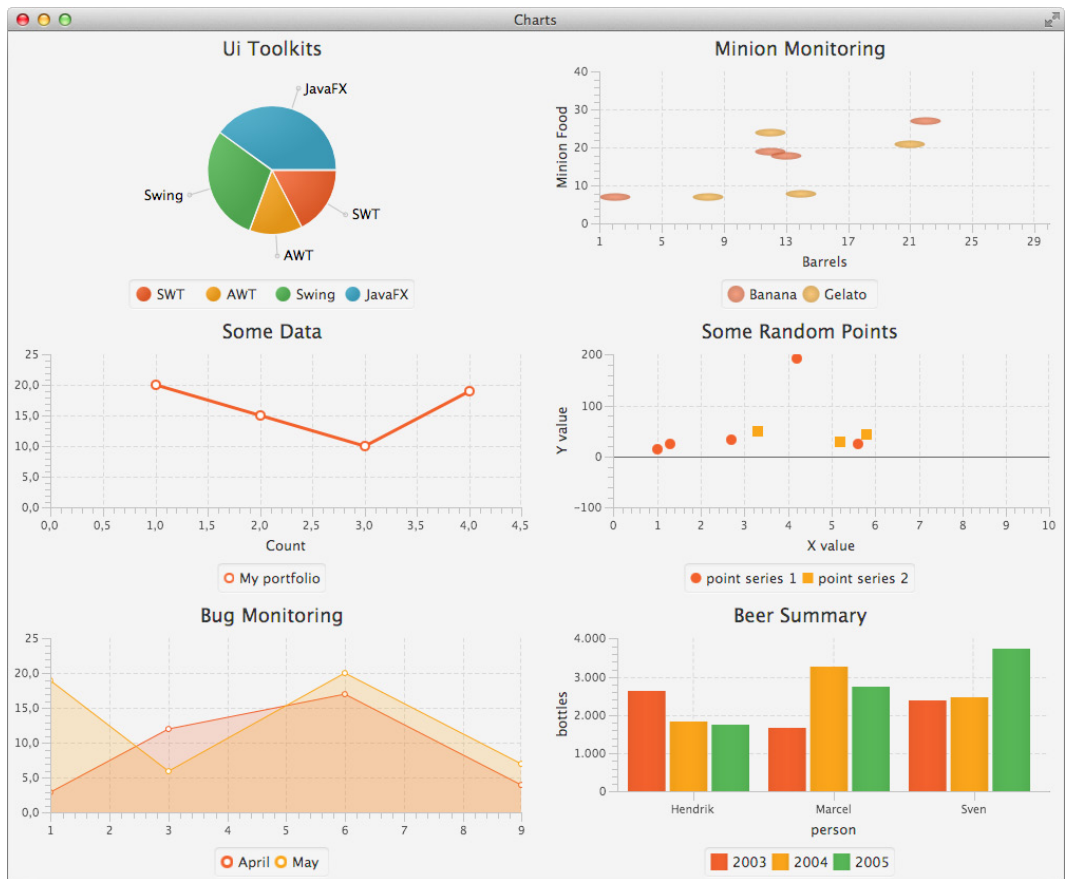 Charts
Ui Toolkits
JavaFX
Swing
SWT
AWT
SWT AWT Swing JavaFX
Minion Monitoring
Minion Food
40
30
20
10
0
1 5 9 13 17 21 25 29
Barrels
Banana Gelato
Some Data
25
20,0
15,0
10,0
5,0
0,0
0,0 1,0 1,5 2,0 2,5 3,0 3,5 4,0 4,5
Count
My portfolio
Some Random Points
Y value
200
100
0
-100
0 1 2 3 4 5 6 7 8 9 10
X value
point series 1 point series 2
Bug Monitoring
25
20,0
15,0
10,0
5,0
0,0
1 2 3 4 5 6 7 8 9
April May
Beer Summary
bottles
4.000
3.000
2.000
1.000
0
Hendrik Marcel Sven
person
2003 2004 2005